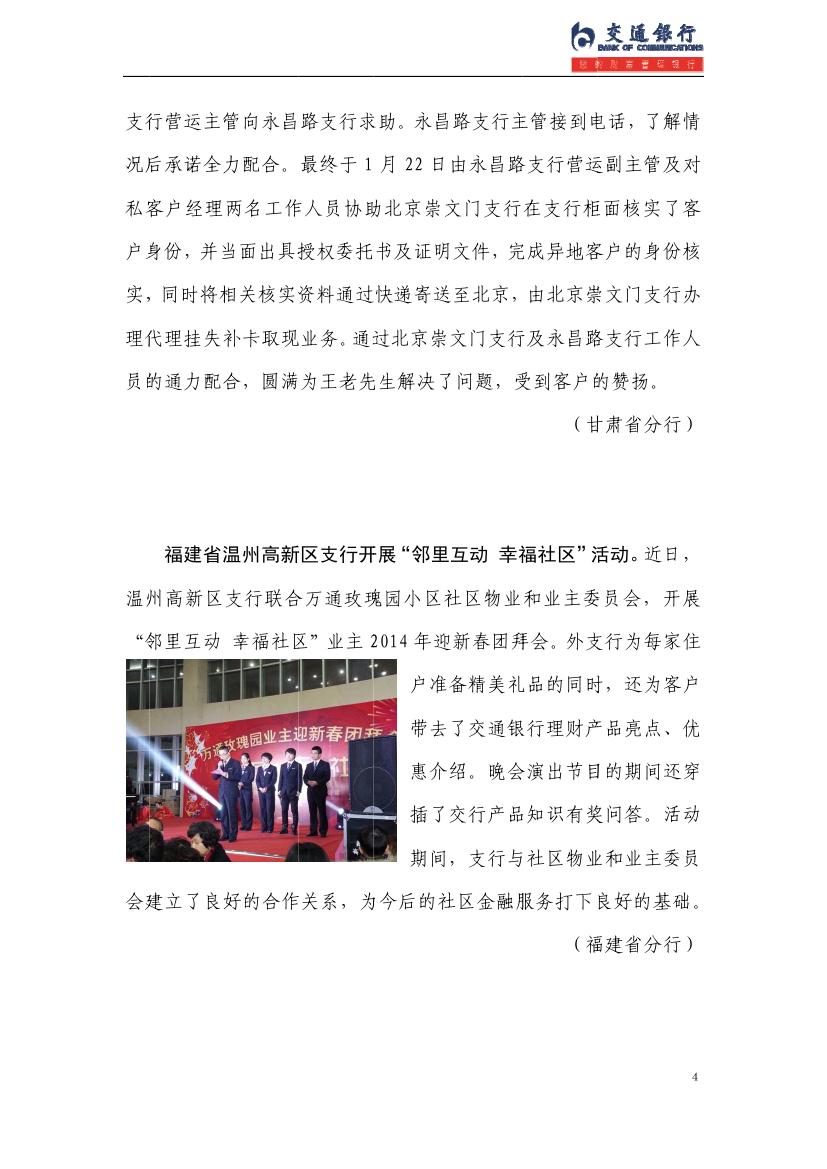 交通银行
BANK OF COMMUNICATIONS
您的财富管理银行
支行营运主管向永昌路支行求助。永昌路支行主管接到电话，了解情
况后承诺全力配合。最终于 1 月 22 日由永昌路支行营运副主管及对
私客户经理两名工作人员协助北京崇文门支行在支行柜面核实了客
户身份，并当面出具授权委托书及证明文件，完成异地客户的身份核
实，同时将相关核实资料通过快递寄送至北京，由北京崇文门支行办
理代理挂失补卡取现业务。通过北京崇文门支行及永昌路支行工作人
员的通力配合，圆满为王老先生解决了问题，受到客户的赞扬。
（甘肃省分行）
福建省温州高新区支行开展“邻里互动 幸福社区”活动。近日，
温州高新区支行联合万通玫瑰园小区社区物业和业主委员会，开展
“邻里互动 幸福社区”业主 2014 年迎新春团拜会。外支行为每家住
户准备精美礼品的同时，还为客户
带去了交通银行理财产品亮点、优
惠介绍。晚会演出节目的期间还穿
插了交行产品知识有奖问答。活动
期间，支行与社区物业和业主委员
万通玫瑰园业主迎新春团拜会
会建立了良好的合作关系，为今后的社区金融服务打下良好的基础。
（福建省分行）
4